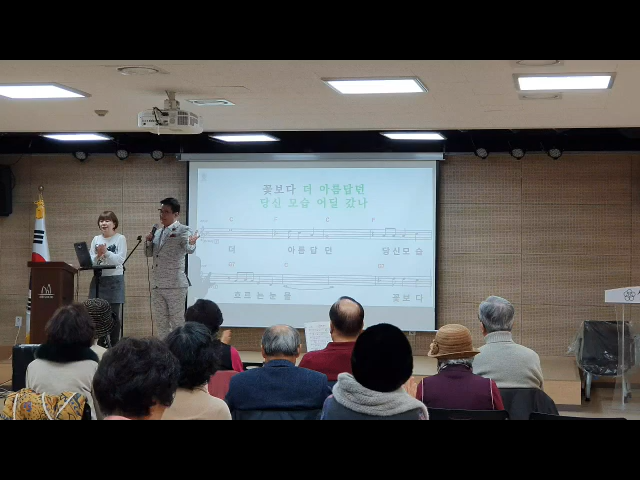 꽃보다 더 아름답던
당신 모습 어딜 갔나
C F C F
더 아름답 던 당신모 습
G7 C
흐르 는 눈 물 꽃보 다